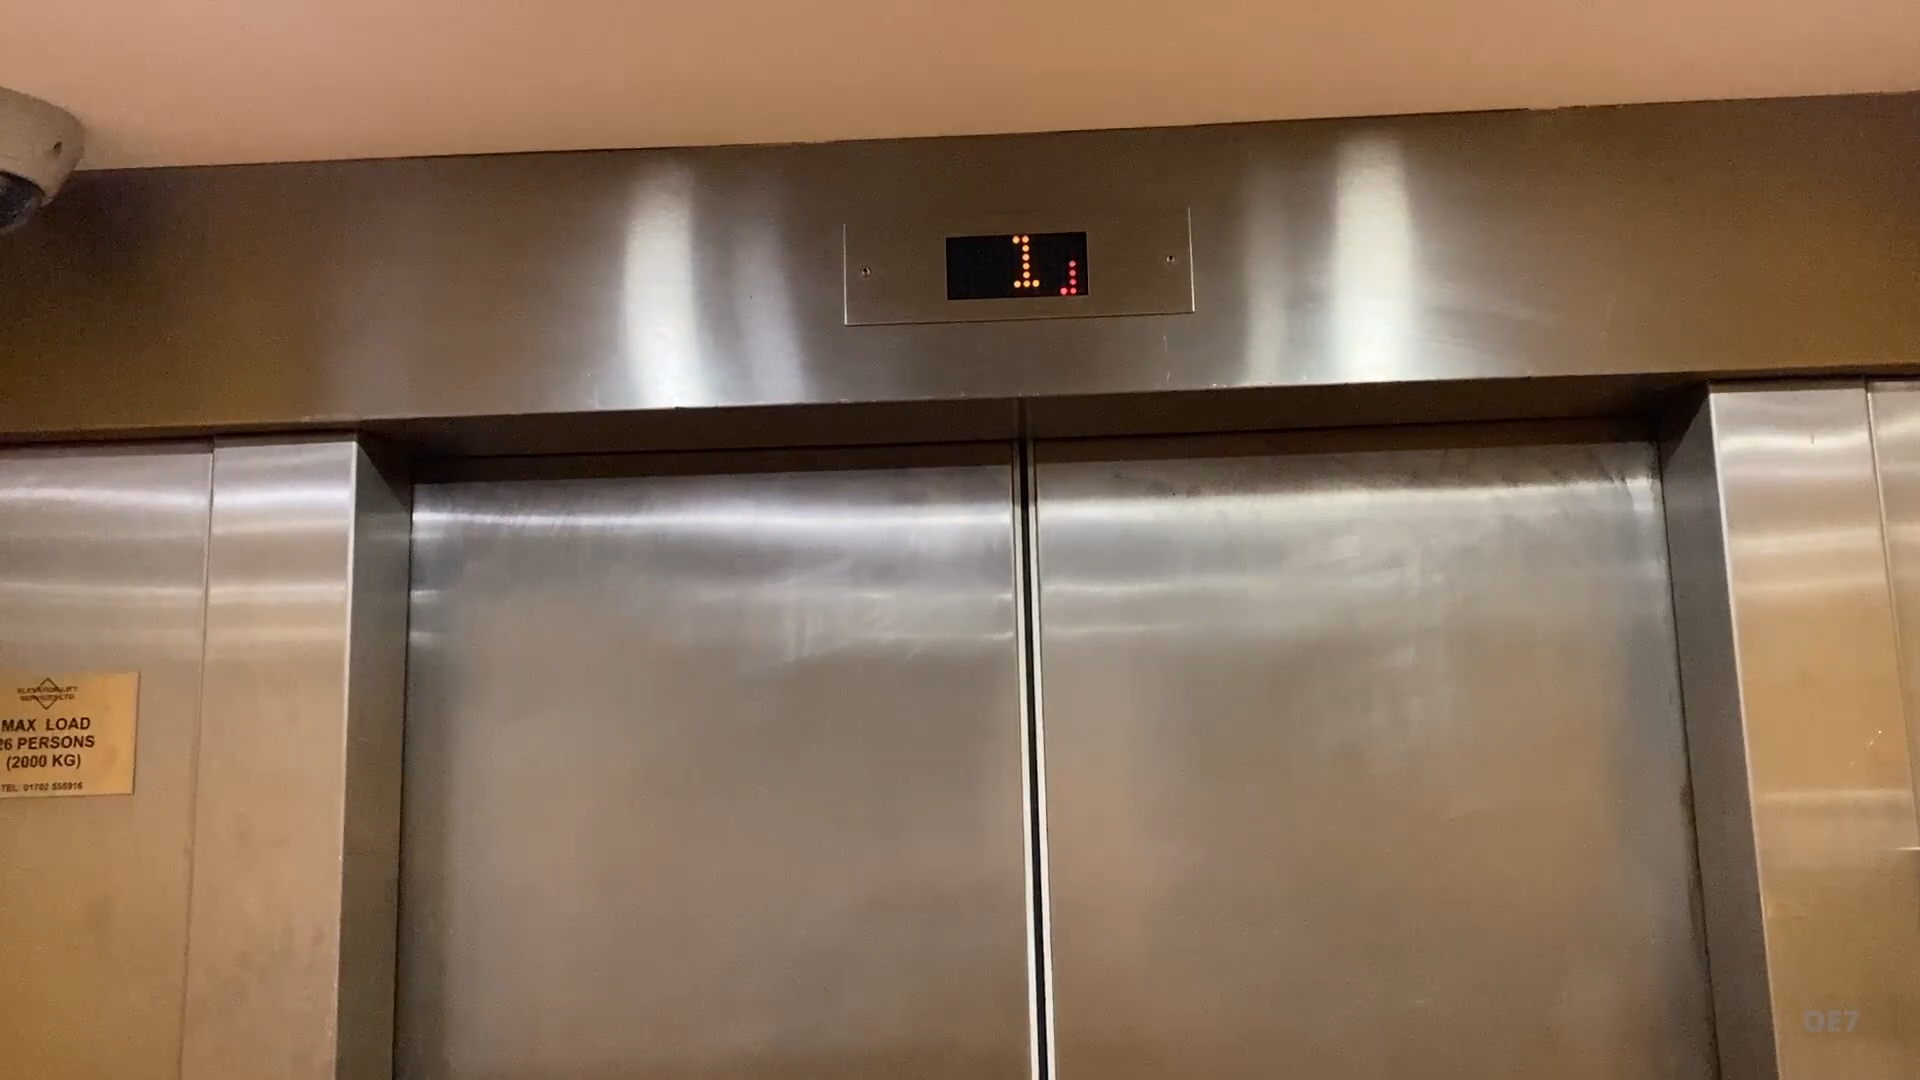 1
MAX LOAD
26 PERSONS
(2000 KG)
TEL: 01702 555916
OE7